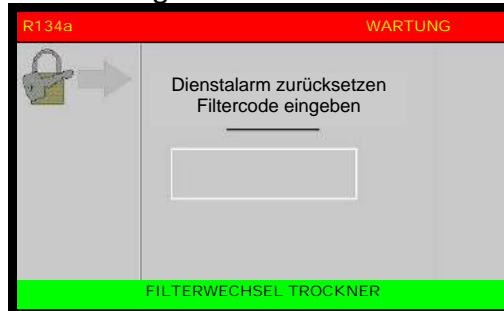 R134a WARTUNG
Dienstalarm zurücksetzen
Filtercode eingeben
FILTERWECHSEL TROCKNER